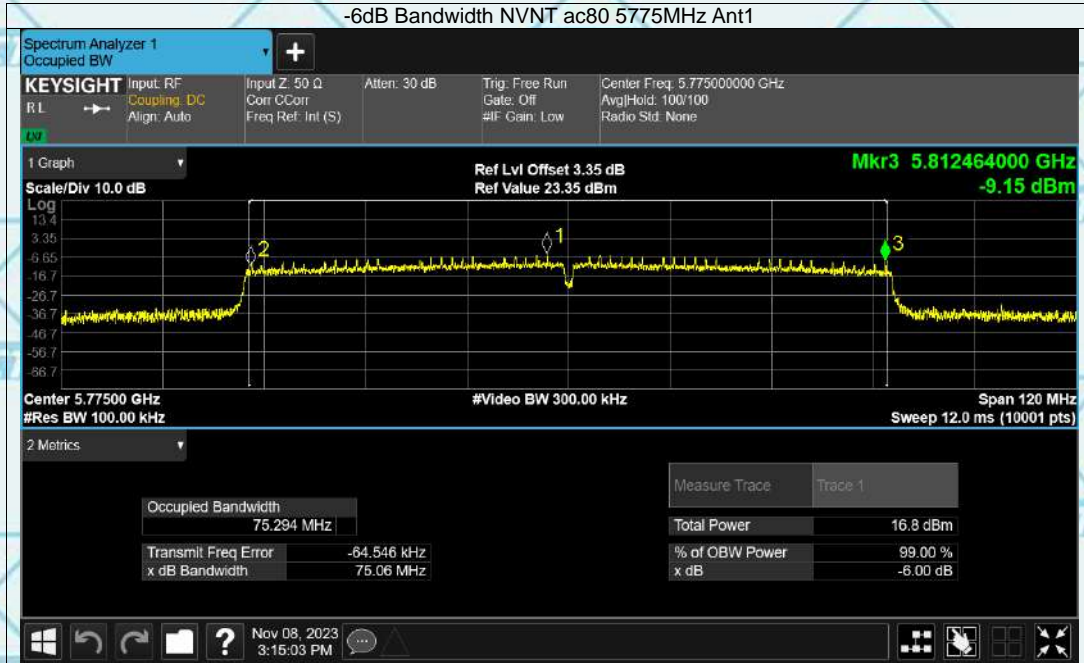 -6dB Bandwidth NVNT ac80 5775MHz Ant1
Spectrum Analyzer 1
Occupied BW
+
KEYSIGHT
R L
LXI
Input: RF
Coupling: DC
Align: Auto
Input Z: 50 Ω
Corr CCorr
Freq Ref: Int (S)
Atten: 30 dB
Trig: Free Run
Gate: Off
#IF Gain: Low
Center Freq: 5.775000000 GHz
Avg|Hold: 100/100
Radio Std: None
1 Graph
Scale/Div 10.0 dB
Ref Lvl Offset 3.35 dB
Ref Value 23.35 dBm
Mkr3 5.812464000 GHz
-9.15 dBm
Log
13.4
3.35
-6.65
-16.7
-26.7
-36.7
-46.7
-56.7
-66.7
2
1
3
Center 5.77500 GHz
#Video BW 300.00 kHz
Span 120 MHz
#Res BW 100.00 kHz
Sweep 12.0 ms (10001 pts)
2 Metrics
Measure Trace
Trace 1
Occupied Bandwidth
75.294 MHz
Total Power
16.8 dBm
Transmit Freq Error
-64.546 kHz
% of OBW Power
99.00 %
x dB Bandwidth
75.06 MHz
x dB
-6.00 dB
?
Nov 08, 2023
3:15:03 PM